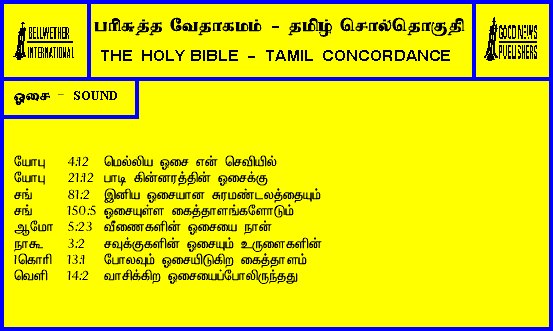 BELLWETHER
INTERNATIONAL
பரிசுத்த வேதாகமம் - தமிழ் சொல்தொகுதி
THE HOLY BIBLE - TAMIL CONCORDANCE
GOOD NEWS
PUBLISHERS
ஓசை - SOUND
யோபு 4:12 மெல்லிய ஓசை என் செவியில்
யோபு 21:12 பாடி கின்னரத்தின் ஓசைக்கு
சங் 81:2 இனிய ஓசையான சுரமண்டலத்தையும்
சங் 150:5 ஓசையுள்ள கைத்தாளங்களோடும்
ஆமோ 5:23 வீணைகளின் ஓசையை நான்
நாகூ 3:2 சவுக்குகளின் ஓசையும் உருளைகளின்
1கொரி 13:1 போலவும் ஓசையிடுகிற கைத்தாளம்
வெளி 14:2 வாசிக்கிற ஓசையைப்போலிருந்தது